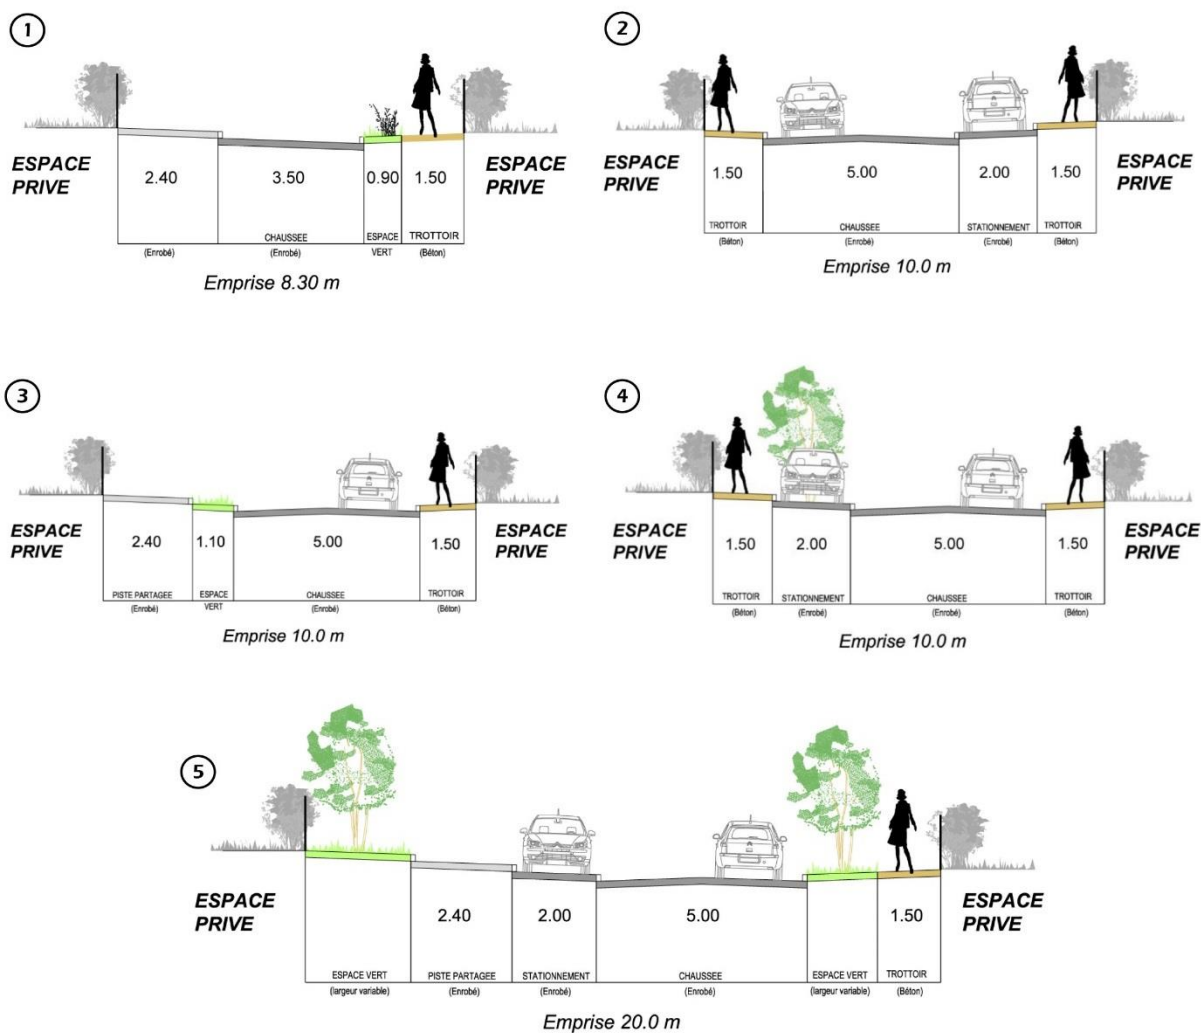 1
ESPACE
PRIVE
2.40
3.50
0.90
1.50
ESPACE
PRIVE
CHAUSSEE
ESPACE
TROTTOIR
(Enrobé)
(Enrobé)
VERT
(Béton)
Emprise 8.30 m
2
ESPACE
PRIVE
1.50
5.00
2.00
1.50
ESPACE
PRIVE
TROTTOIR
CHAUSSEE
STATIONNEMENT
TROTTOIR
(Béton)
(Enrobé)
(Enrobé)
(Béton)
Emprise 10.0 m
3
ESPACE
PRIVE
2.40
1.10
5.00
1.50
ESPACE
PRIVE
PISTE PARTAGEE
ESPACE
CHAUSSEE
TROTTOIR
(Enrobé)
VERT
(Enrobé)
(Béton)
Emprise 10.0 m
4
ESPACE
PRIVE
1.50
2.00
5.00
1.50
ESPACE
PRIVE
TROTTOIR
STATIONNEMENT
CHAUSSEE
TROTTOIR
(Béton)
(Enrobé)
(Enrobé)
(Béton)
Emprise 10.0 m
5
ESPACE
PRIVE
2.40
2.00
5.00
1.50
ESPACE
PRIVE
ESPACE VERT
PISTE PARTAGEE
STATIONNEMENT
CHAUSSEE
ESPACE VERT
TROTTOIR
(largeur variable)
(Enrobé)
(Enrobé)
(Enrobé)
(largeur variable)
(Béton)
Emprise 20.0 m